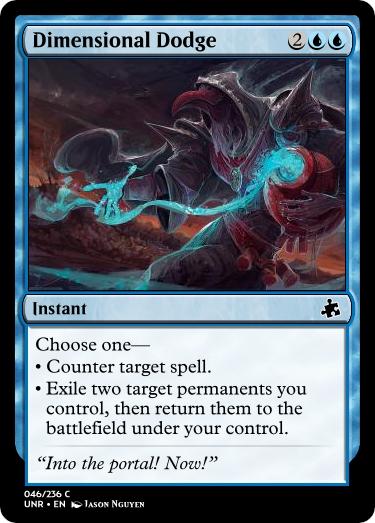 Dimensional Dodge 2
Instant
Choose one—
• Counter target spell.
• Exile two target permanents you
control, then return them to the
battlefield under your control.
“Into the portal! Now!”
046/236 C
UNR • EN Jason Nguyen